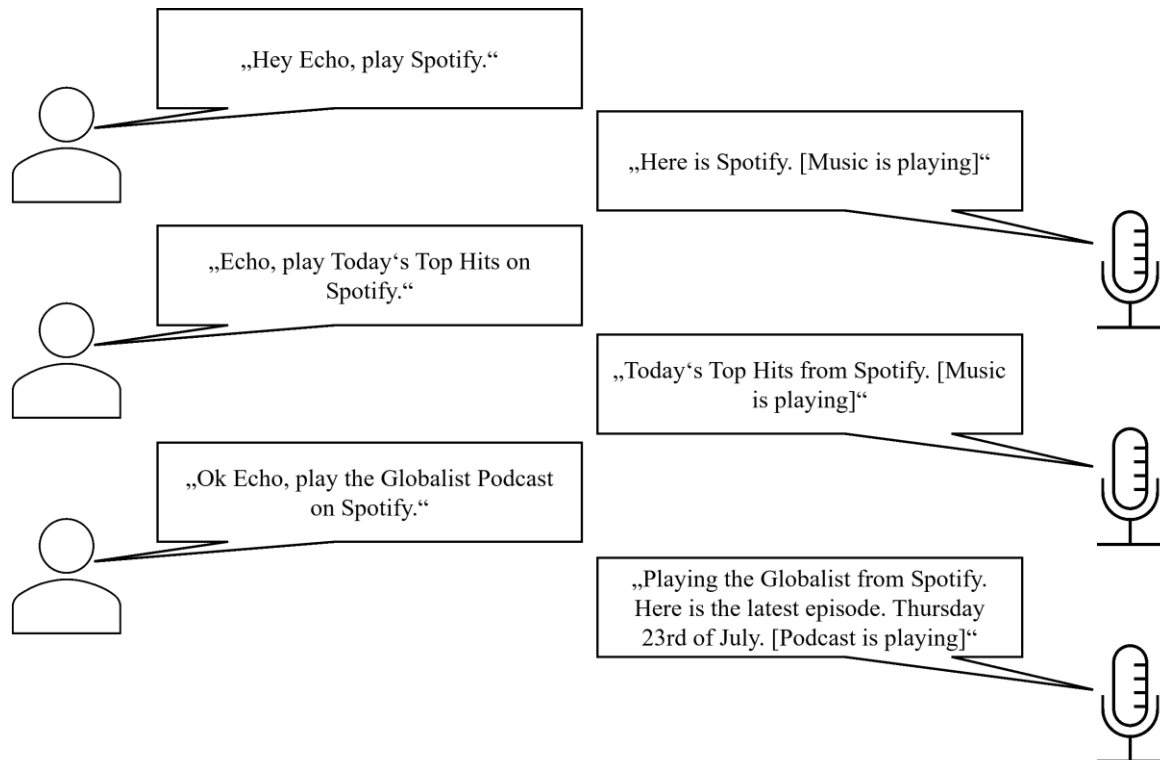 „Hey Echo, play Spotify.“
„Here is Spotify. [Music is playing]“
„Echo, play Today‘s Top Hits on
Spotify.“
„Today‘s Top Hits from Spotify. [Music
is playing]“
„Ok Echo, play the Globalist Podcast
on Spotify.“
„Playing the Globalist from Spotify.
Here is the latest episode. Thursday
23rd of July. [Podcast is playing]“